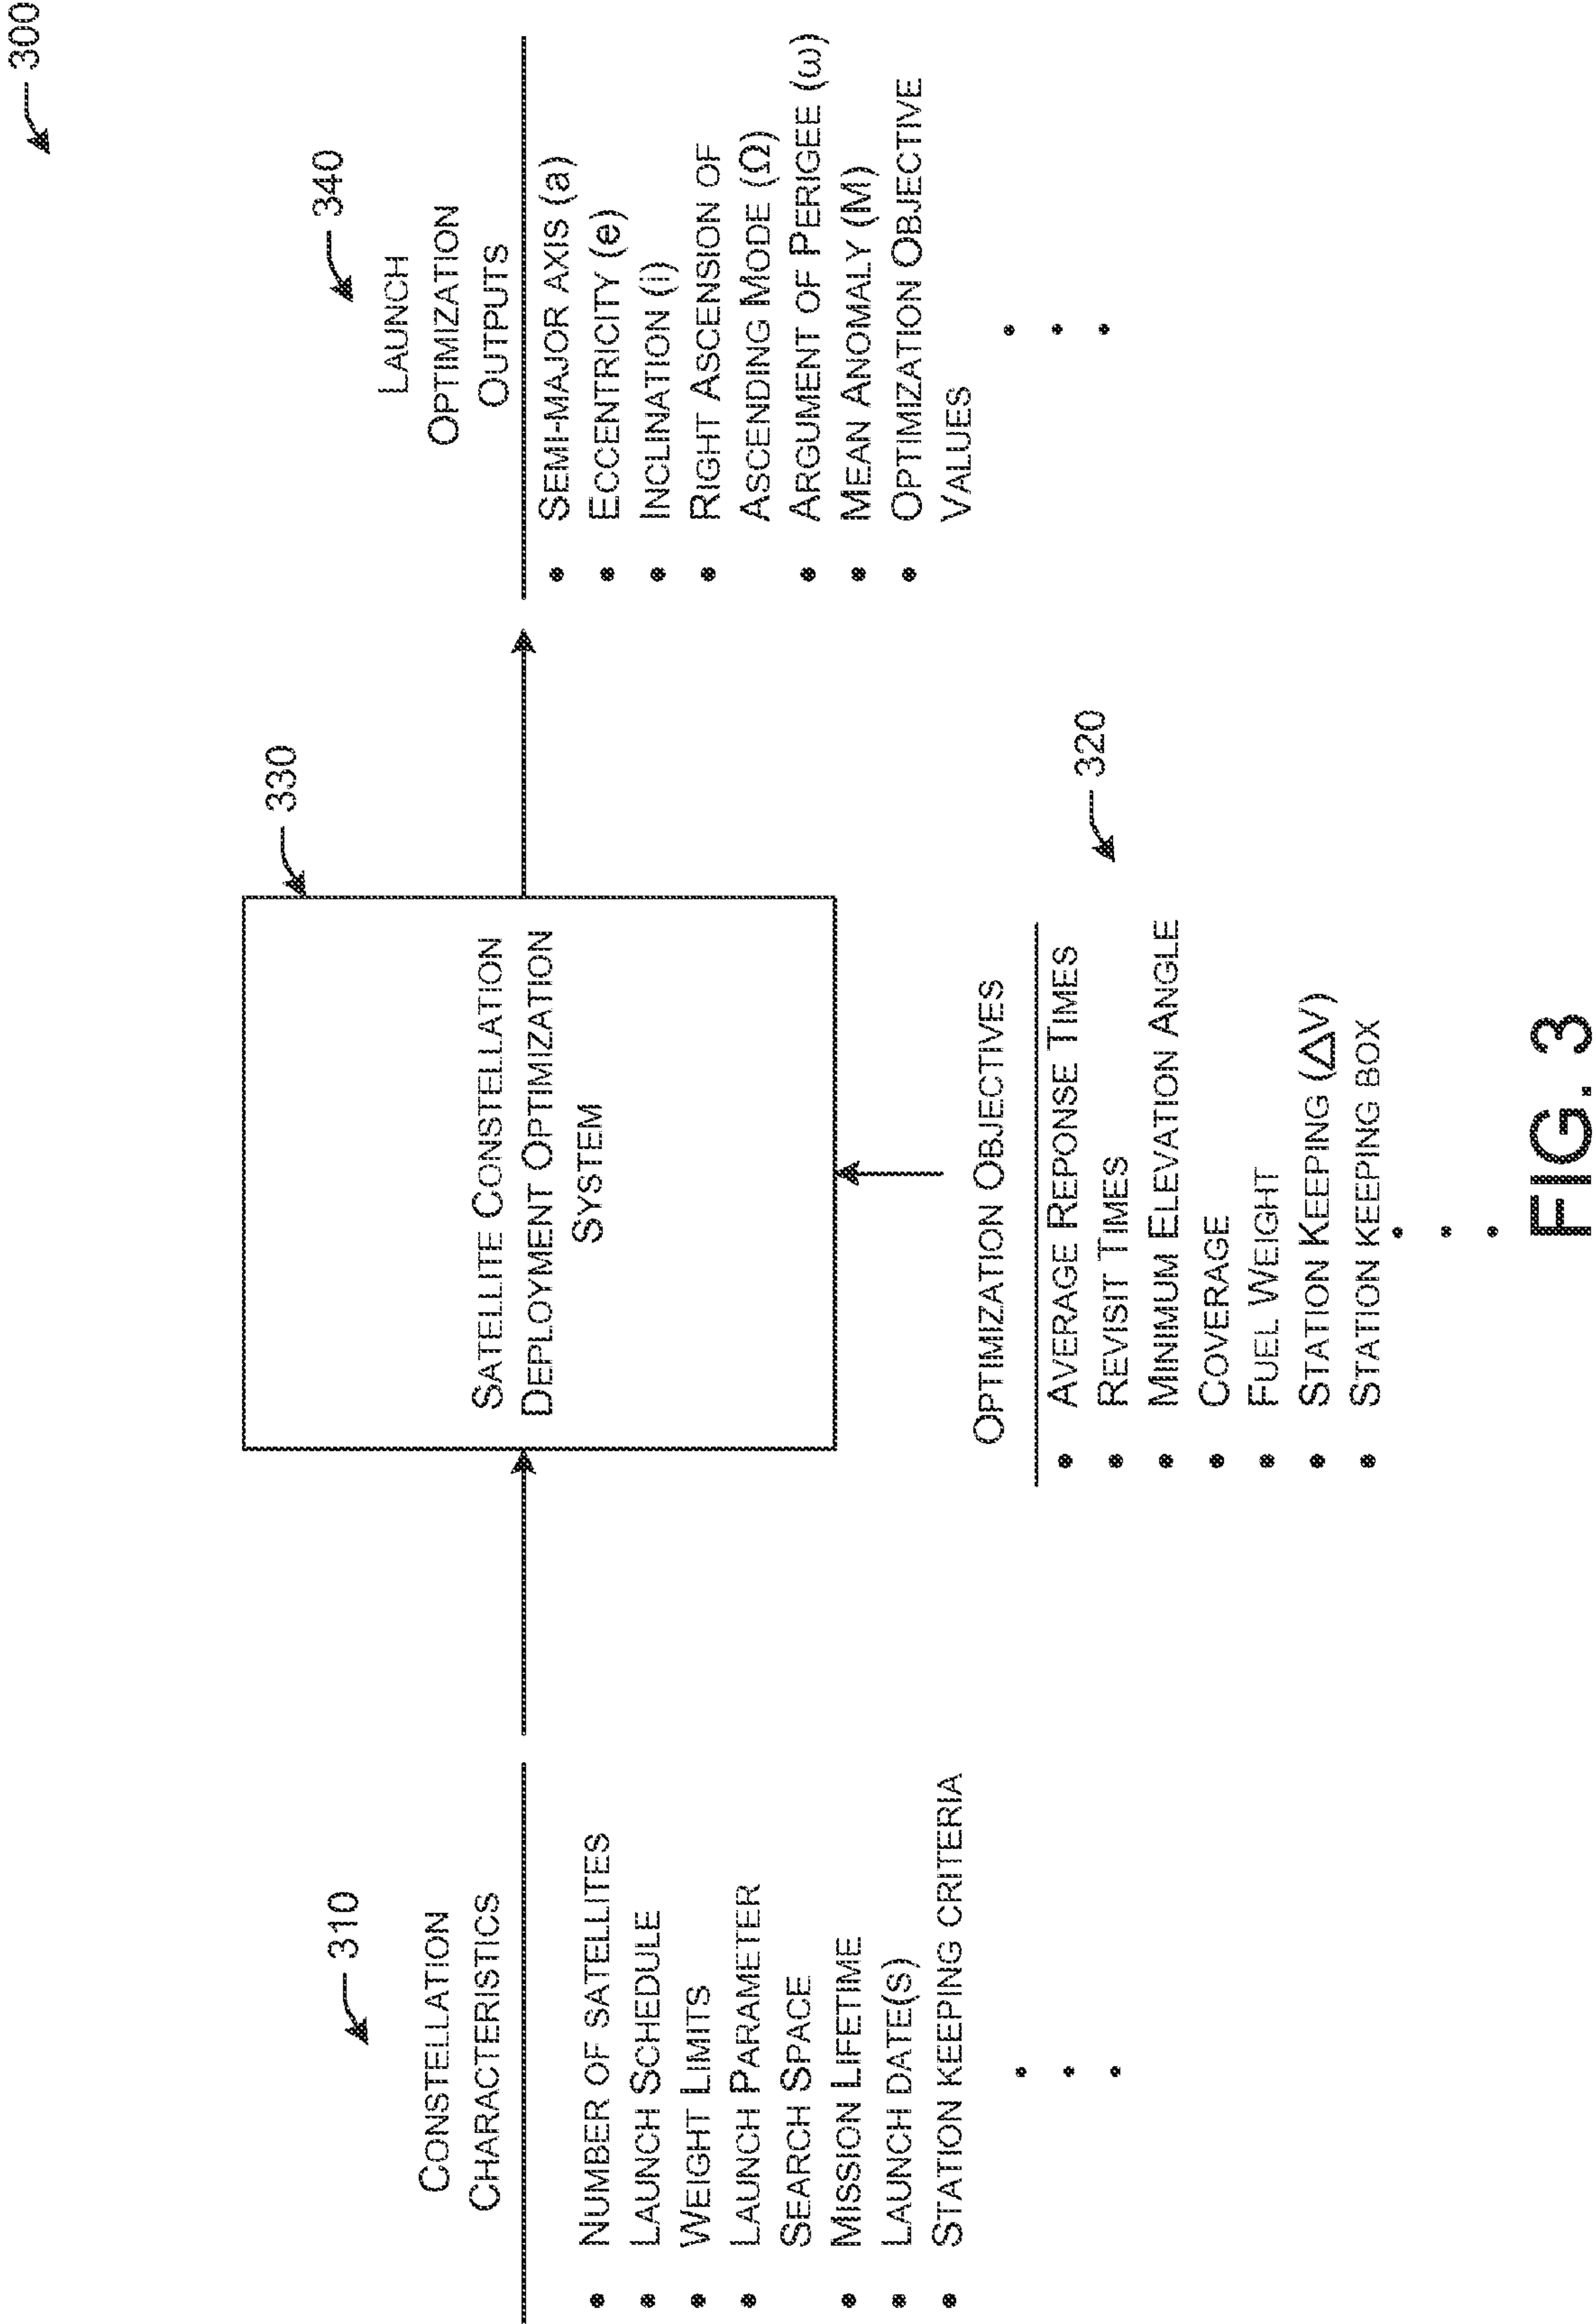 300
310
CONSTELLATION
CHARACTERISTICS
• NUMBER OF SATELLITES
• LAUNCH SCHEDULE
• WEIGHT LIMITS
• LAUNCH PARAMETER
SEARCH SPACE
• MISSION LIFETIME
• LAUNCH DATE(S)
• STATION KEEPING CRITERIA
330
SATELLITE CONSTELLATION
DEPLOYMENT OPTIMIZATION
SYSTEM
OPTIMIZATION OBJECTIVES
320
• AVERAGE REPONSE TIMES
• REVISIT TIMES
• MINIMUM ELEVATION ANGLE
• COVERAGE
• FUEL WEIGHT
• STATION KEEPING (ΔV)
• STATION KEEPING BOX
340
LAUNCH
OPTIMIZATION
OUTPUTS
• SEMI-MAJOR AXIS (a)
• ECCENTRICITY (e)
• INCLINATION (i)
• RIGHT ASCENSION OF
ASCENDING MODE (Ω)
• ARGUMENT OF PERIGEE (ω)
• MEAN ANOMALY (M)
• OPTIMIZATION OBJECTIVE
VALUES
FIG. 3